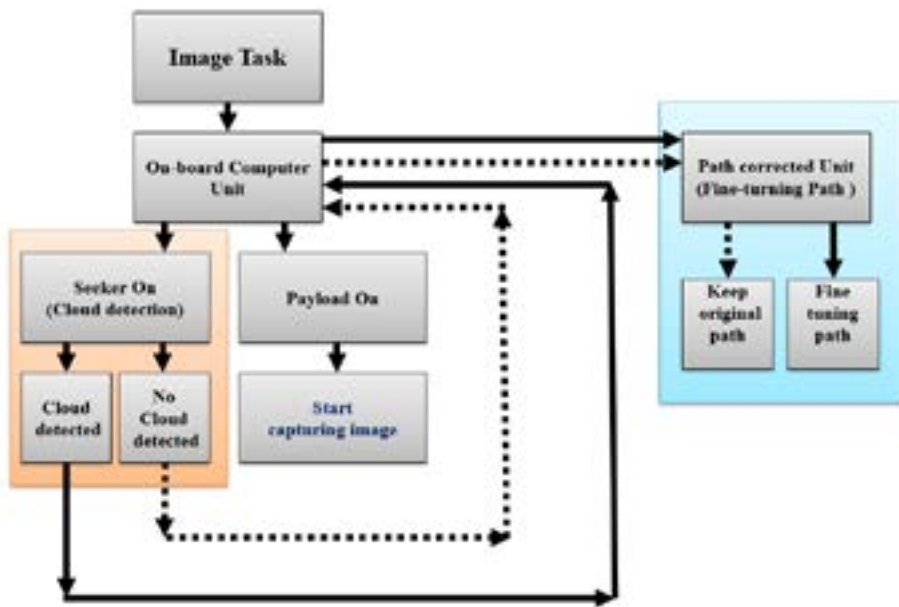 Image Task
On-board Computer
Unit
Path corrected Unit
(Fine-turning Path )
Seeker On
(Cloud detection)
Payload On
Keep
original
path
Fine
tuning
path
Cloud
detected
No
Cloud
detected
Start
capturing image